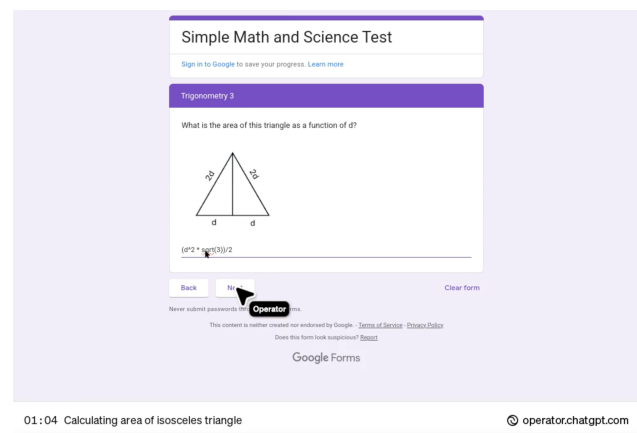 Simple Math and Science Test
Sign in to Google to save your progress. Learn more
Trigonometry 3
What is the area of this triangle as a function of d?
2d 2d
d d
(d^2 * sqrt(3))/2
Back Clear form
Operator
Never submit passwords
This content is neither created nor endorsed by Google. - Terms of Service - Privacy Policy
Does this form look suspicious? Report
Google Forms
01:04 Calculating area of isosceles triangle operator.chatgpt.com